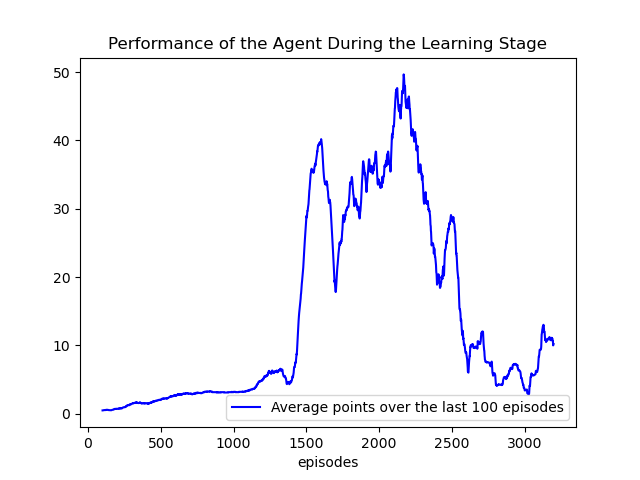 Performance of the Agent During the Learning Stage
50
40
30
20
10
0
Average points over the last 100 episodes
0 500 1000 1500 2000 2500 3000
episodes